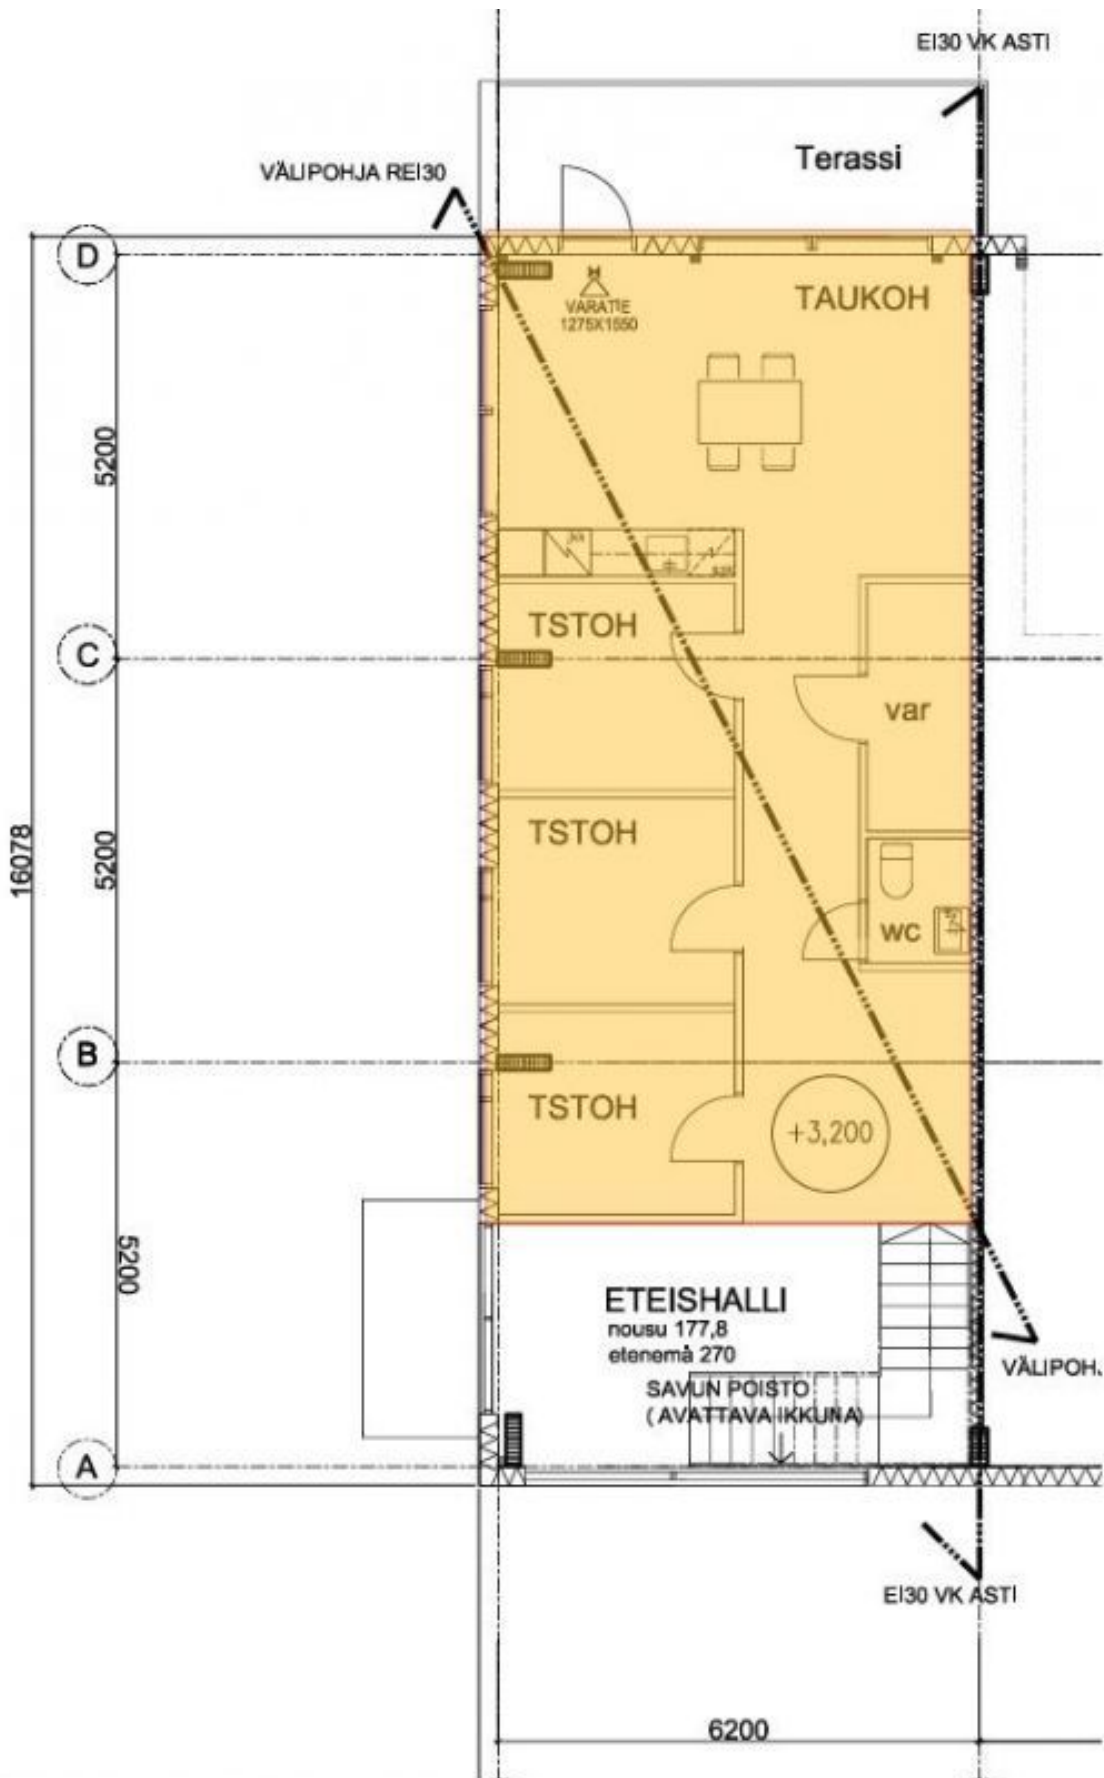 EI30 VK ASTI
Terassi
VÄLIPOHJA REI30
D
VARATIE
1275X1550
TAUKOH
5200
TSTOH
C
var
16078
5200
TSTOH
WC
B
TSTOH
+3,200
5200
ETEISHALLI
nousu 177,8
etenemä 270
VÄLIPOH.
SAVUN POISTO
( AVATTAVA IKKUNA)
A
EI30 VK ASTI
6200